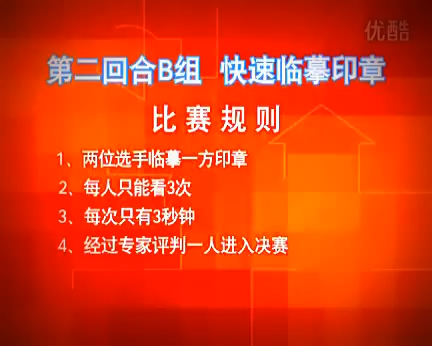 优酷
第二回合B组 快速临摹印章
比赛规则
1、两位选手临摹一方印章
2、每人只能看3次
3、每次只有3秒钟
4、经过专家评判一人进入决赛